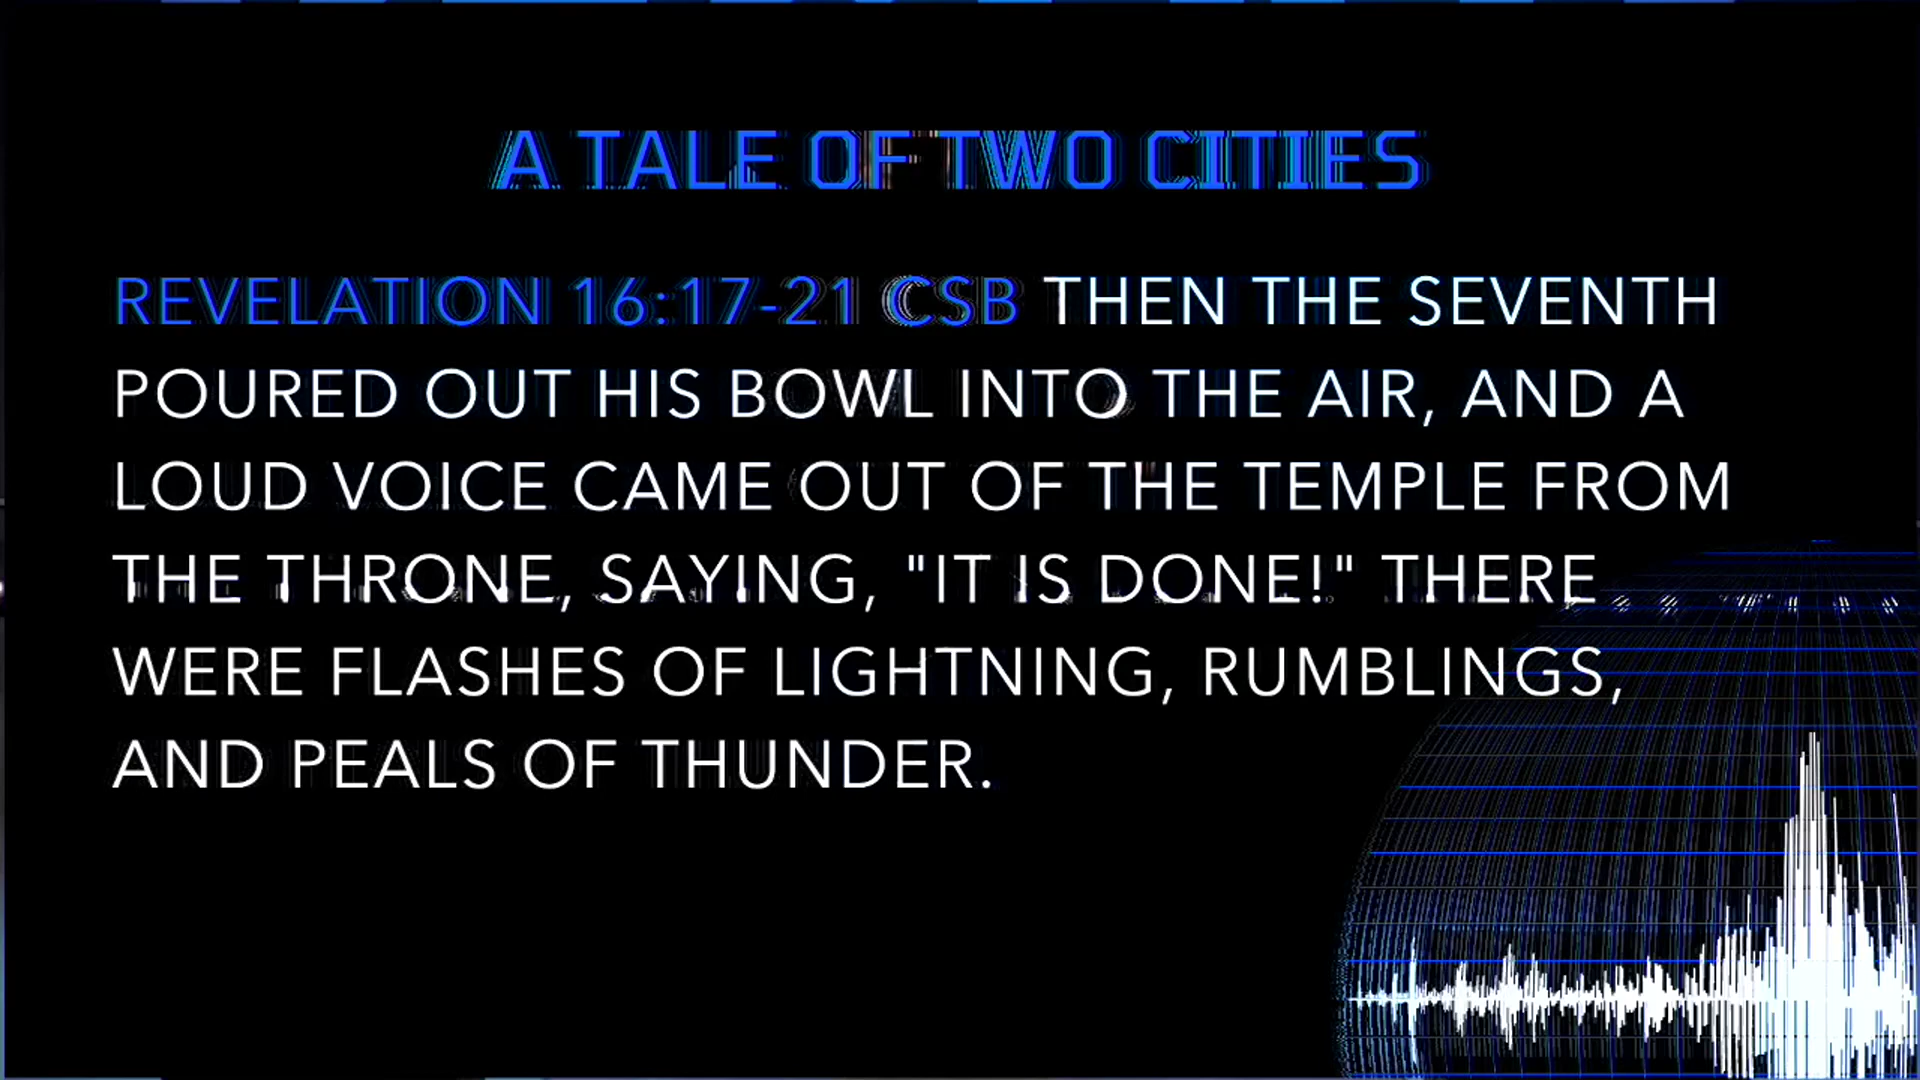 A TALE OF TWO CITIES
REVELATION 16:17-21 CSB THEN THE SEVENTH
POURED OUT HIS BOWL INTO THE AIR, AND A
LOUD VOICE CAME OUT OF THE TEMPLE FROM
THE THRONE, SAYING, "IT IS DONE!" THERE
WERE FLASHES OF LIGHTNING, RUMBLINGS,
AND PEALS OF THUNDER.